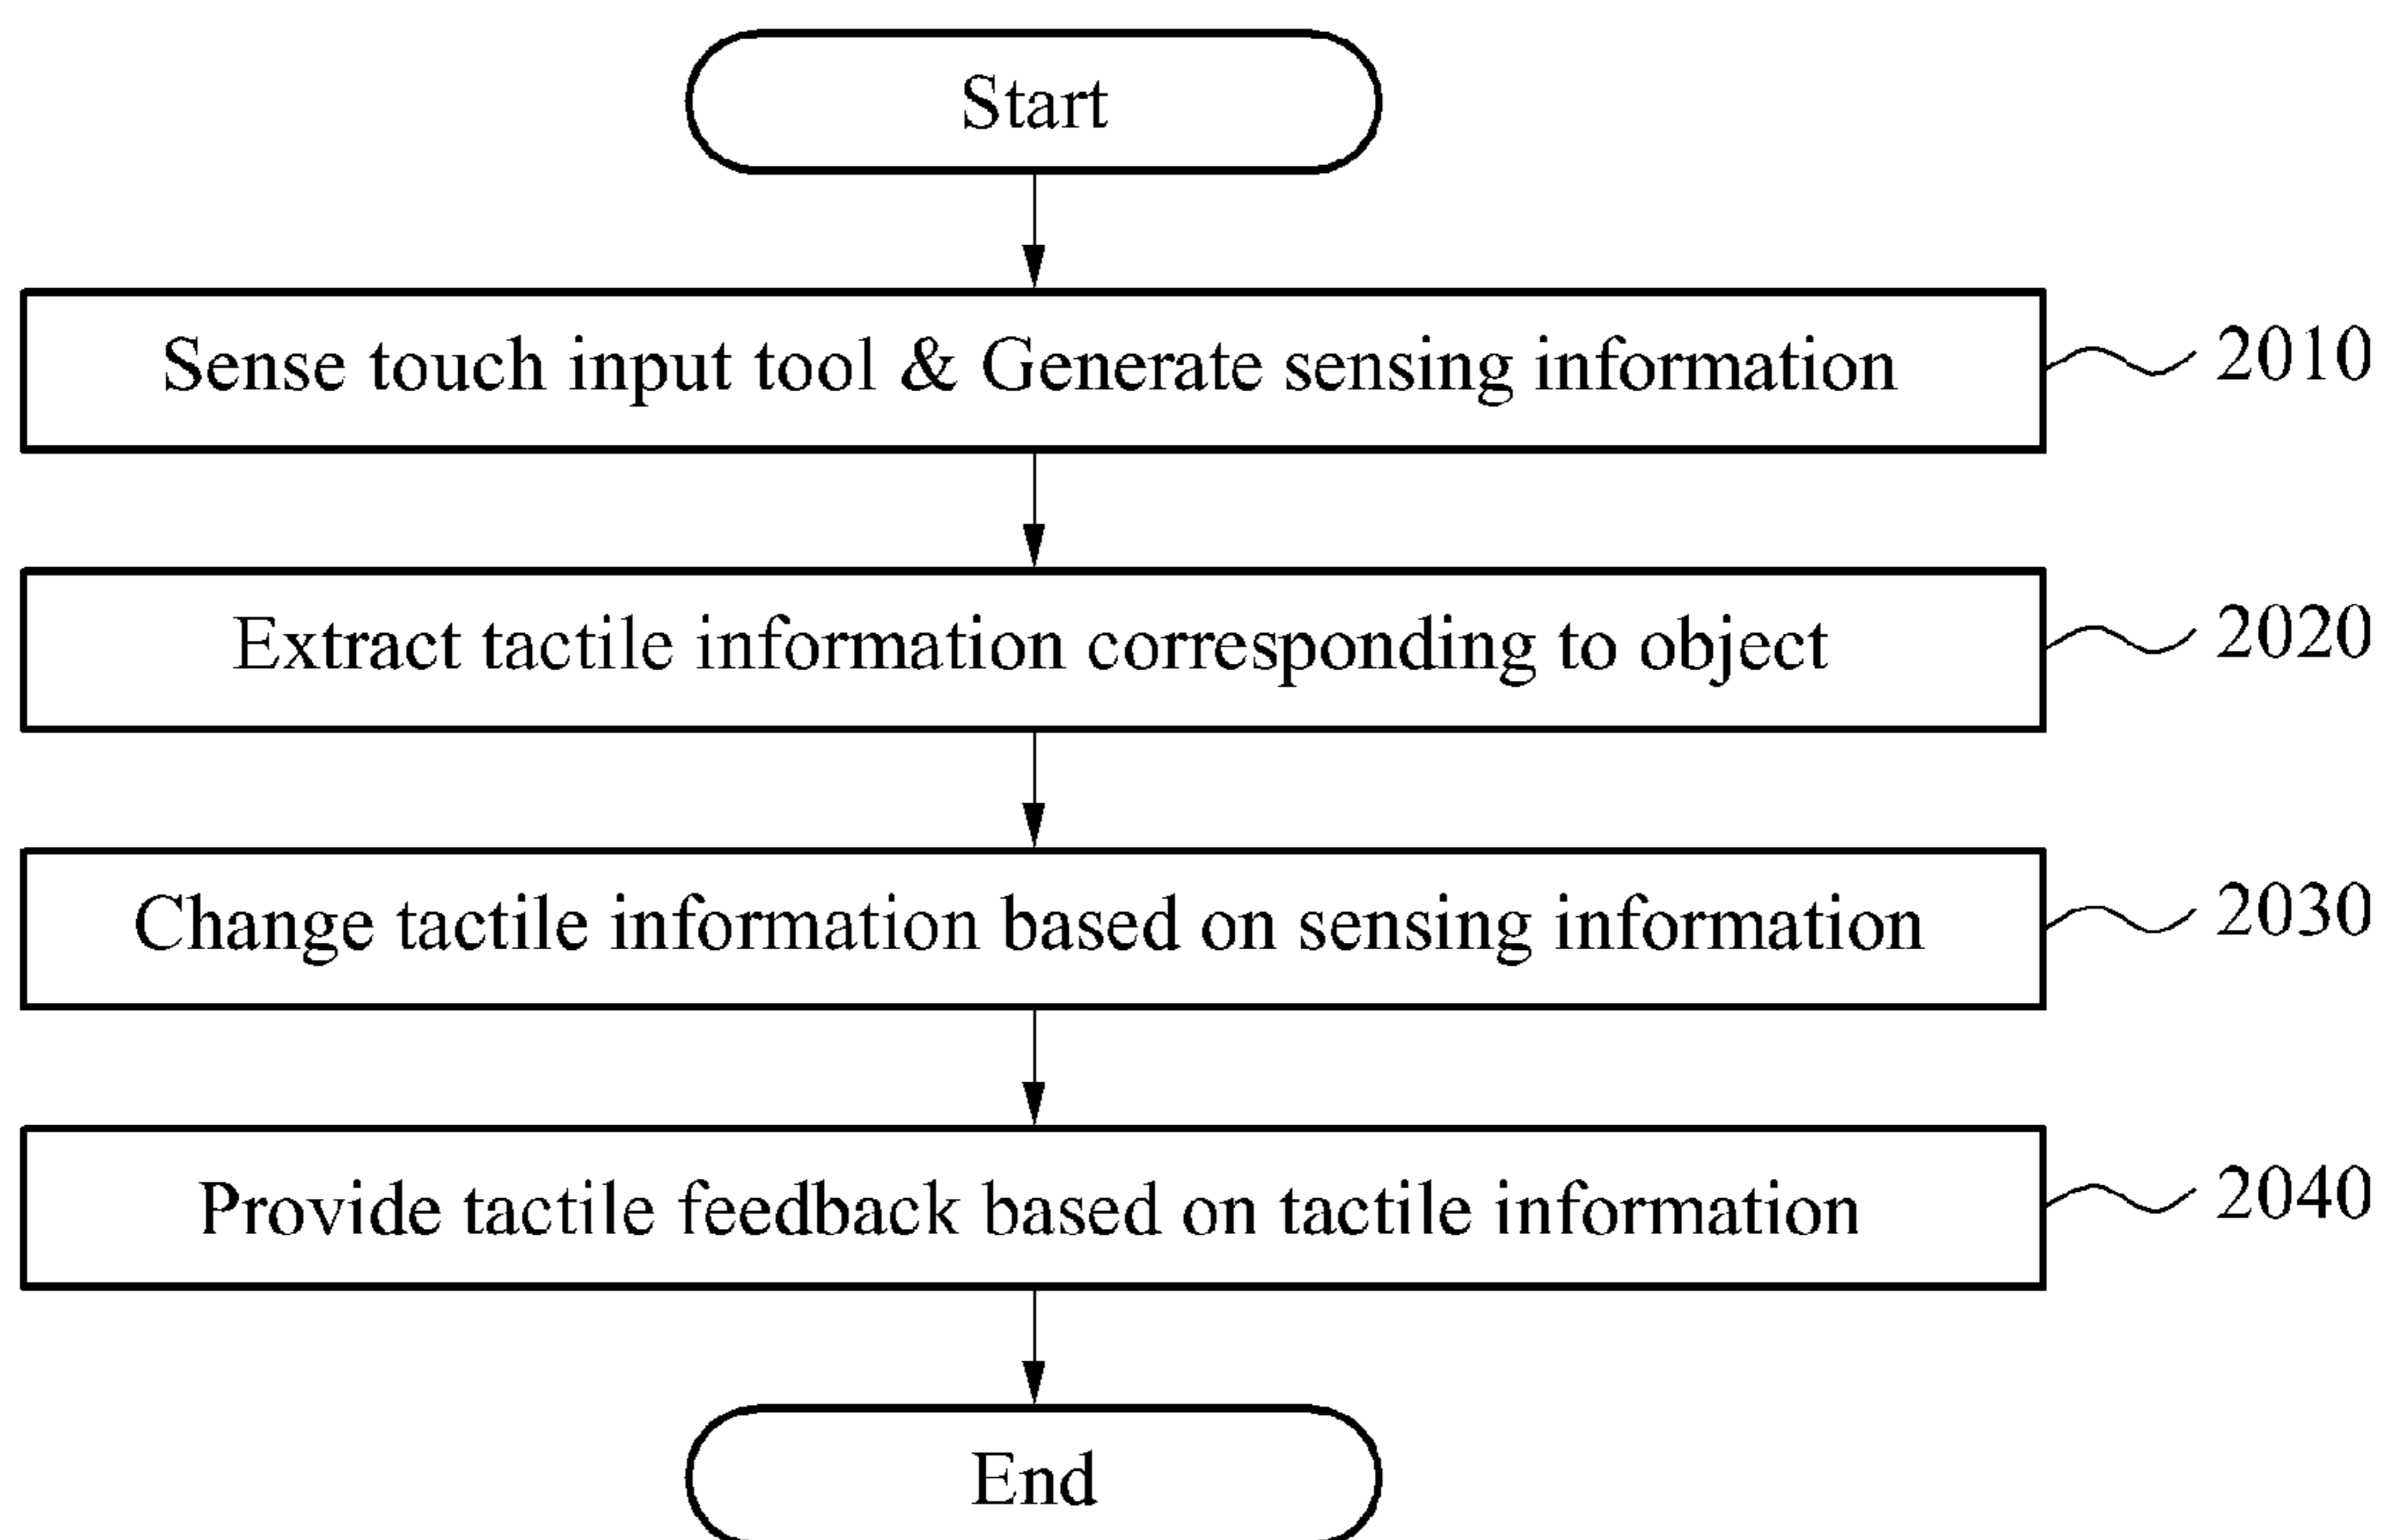 Start
Sense touch input tool & Generate sensing information 2010
Extract tactile information corresponding to object 2020
Change tactile information based on sensing information 2030
Provide tactile feedback based on tactile information 2040
End